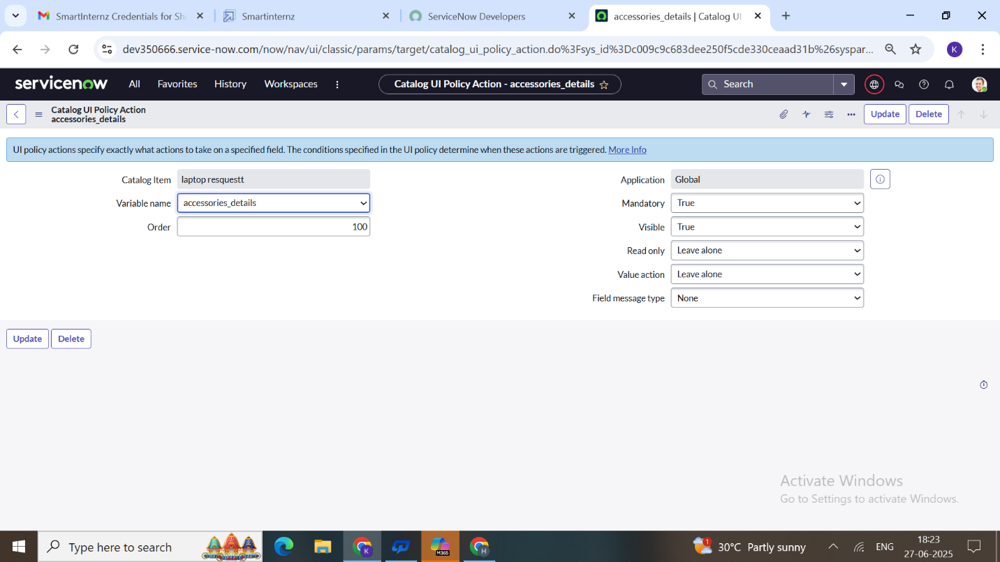 SmartInternz Credentials for Sh
Smartinternz
ServiceNow Developers
accessories_details | Catalog UI
dev350666.service-now.com/now/nav/ui/classic/params/target/catalog_ui_policy_action.do%3Fsys_id%3Dc009c9c683dee250f5cde330ceaad31b%26syspar...
K
servicenow
All
Favorites
History
Workspaces
Catalog UI Policy Action - accessories_details
Search
Catalog UI Policy Action
accessories_details
Update
Delete
UI policy actions specify exactly what actions to take on a specified field. The conditions specified in the UI policy determine when these actions are triggered. More Info
Catalog Item
laptop resquestt
Application
Global
Variable name
accessories_details
Mandatory
True
Order
100
Visible
True
Read only
Leave alone
Value action
Leave alone
Field message type
None
Update
Delete
Activate Windows
Go to Settings to activate Windows.
Type here to search
K
M365
H
1
30°C Partly sunny
ENG
18:23
27-06-2025